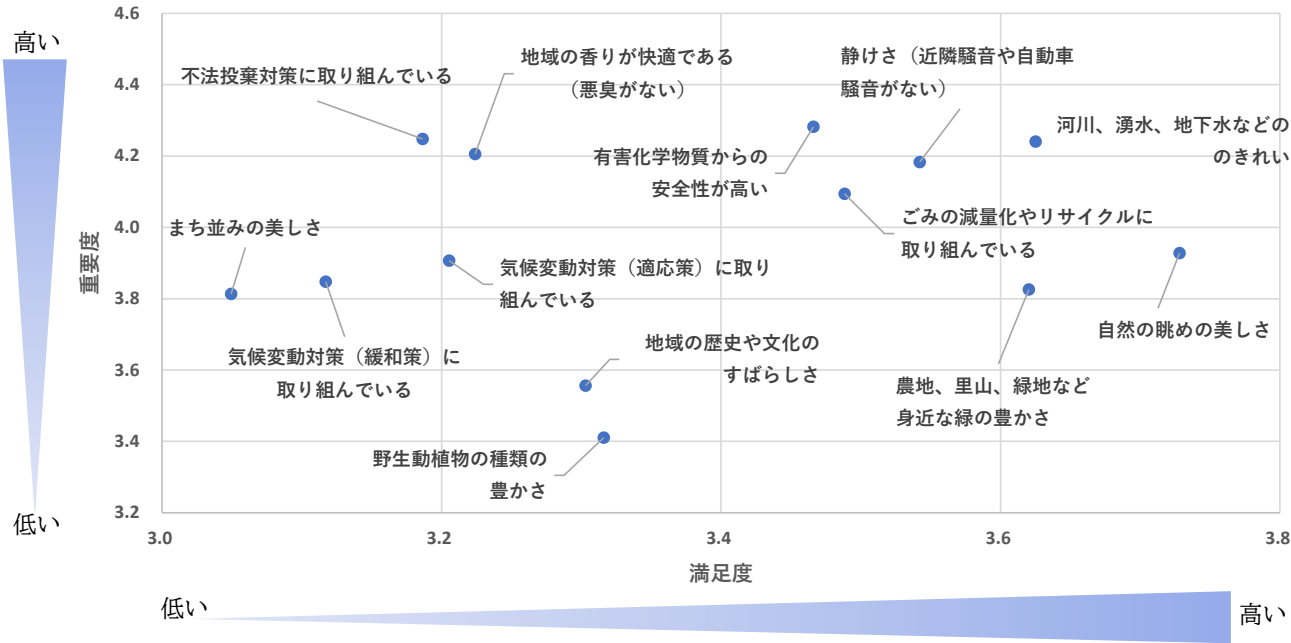 4.6
高い
地域の香りが快適である
(悪臭がない)
静けさ(近隣騒音や自動車
騒音がない)
不法投棄対策に取り組んでいる
4.4
河川、湧水、地下水などの
のきれい
4.2
有害化学物質からの
安全性が高い
ごみの減量化やリサイクルに
取り組んでいる
まち並みの美しさ
4.0
重要度
気候変動対策(適応策)に取り
組んでいる
3.8
自然の眺めの美しさ
気候変動対策(緩和策)に
取り組んでいる
地域の歴史や文化の
すばらしさ
3.6
農地、里山、緑地など
身近な緑の豊かさ
3.4
野生動植物の種類の
豊かさ
3.2
低い
3.0
3.2
3.4
3.6
3.8
満足度
低い
高い